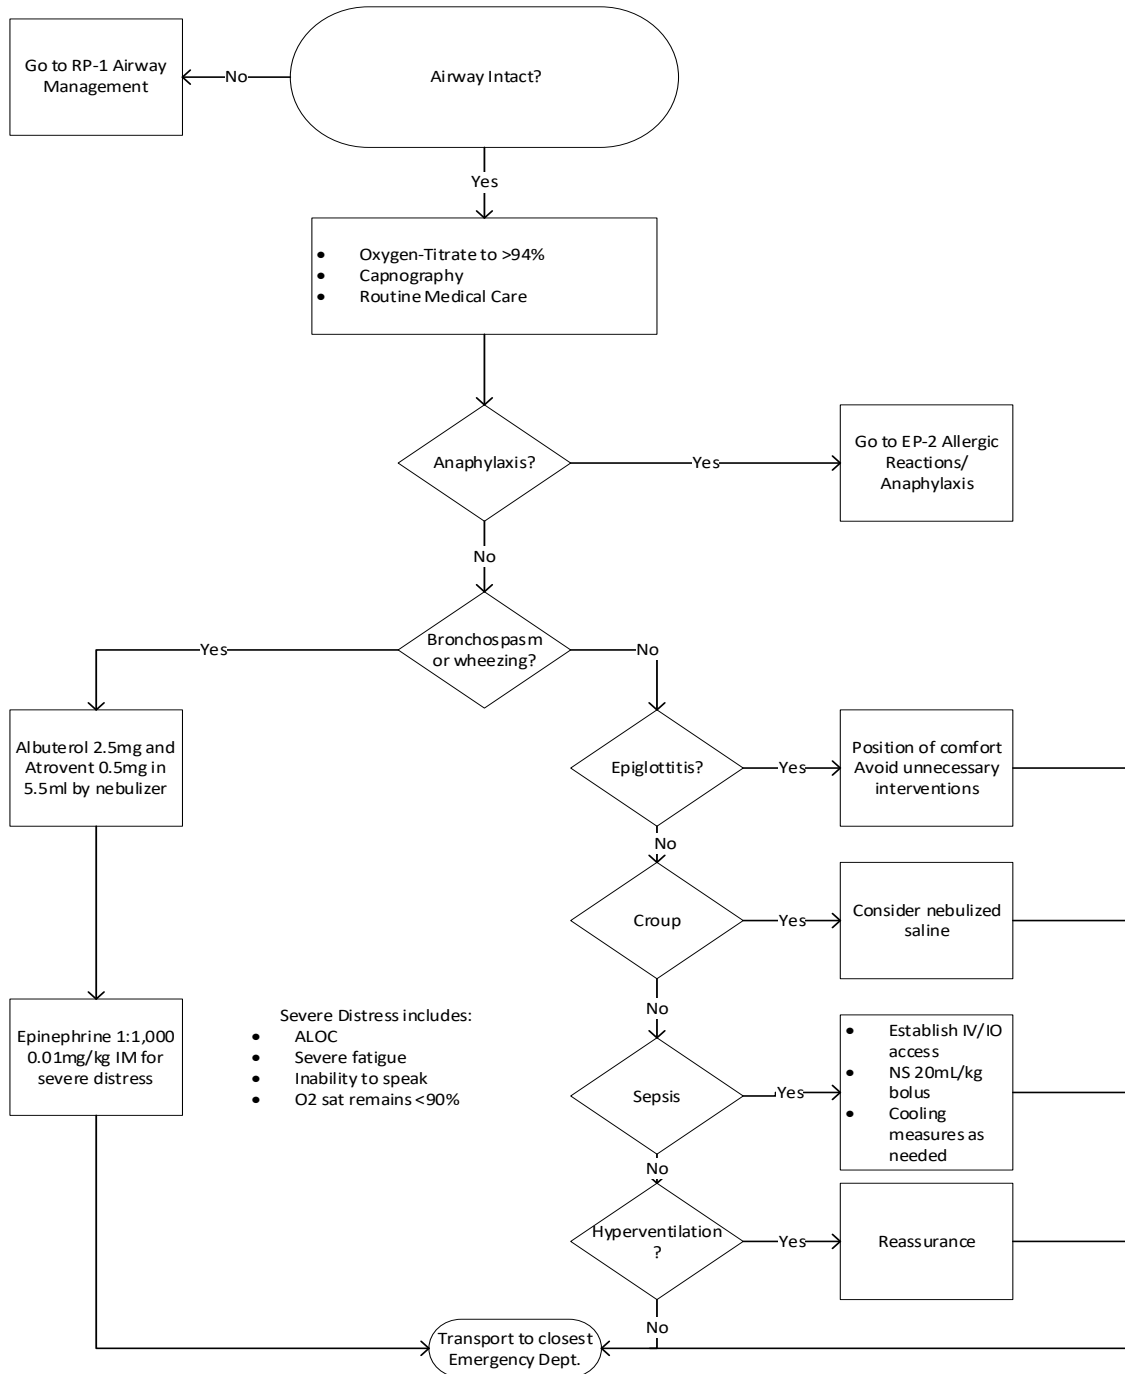 Airway Intact?
No
Go to RP-1 Airway
Management
Yes
• Oxygen-Titrate to >94%
• Capnography
• Routine Medical Care
Anaphylaxis?
Yes
Go to EP-2 Allergic
Reactions/
Anaphylaxis
No
Bronchospasm
or wheezing?
Yes
No
Albuterol 2.5mg and
Atrovent 0.5mg in
5.5ml by nebulizer
Epiglottitis?
Yes
Position of comfort
Avoid unnecessary
interventions
No
Croup
Yes
Consider nebulized
saline
No
Epinephrine 1:1,000
0.01mg/kg IM for
severe distress
Severe Distress includes:
• ALOC
• Severe fatigue
• Inability to speak
• O2 sat remains <90%
Sepsis
Yes
• Establish IV/IO
access
• NS 20mL/kg
bolus
• Cooling
measures as
needed
No
Hyperventilation
?
Yes
Reassurance
No
Transport to closest
Emergency Dept.